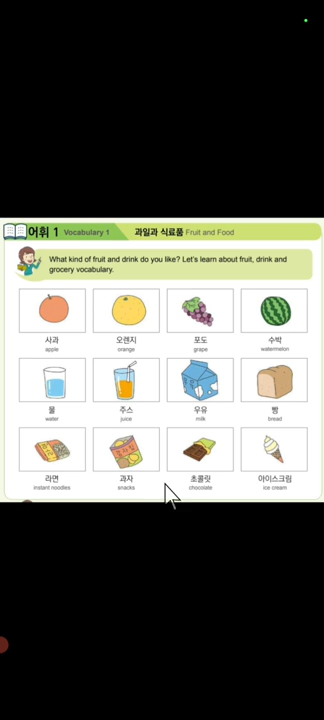 어휘 1 Vocabulary 1 과일과 식료품 Fruit and Food
What kind of fruit and drink do you like? Let's learn about fruit, drink and
grocery vocabulary.
사과 오렌지 포도 수박
apple orange grape watermelon
물 주스 우유 빵
water juice milk bread
라면 과자 초콜릿 아이스크림
instant noodles snacks chocolate ice cream